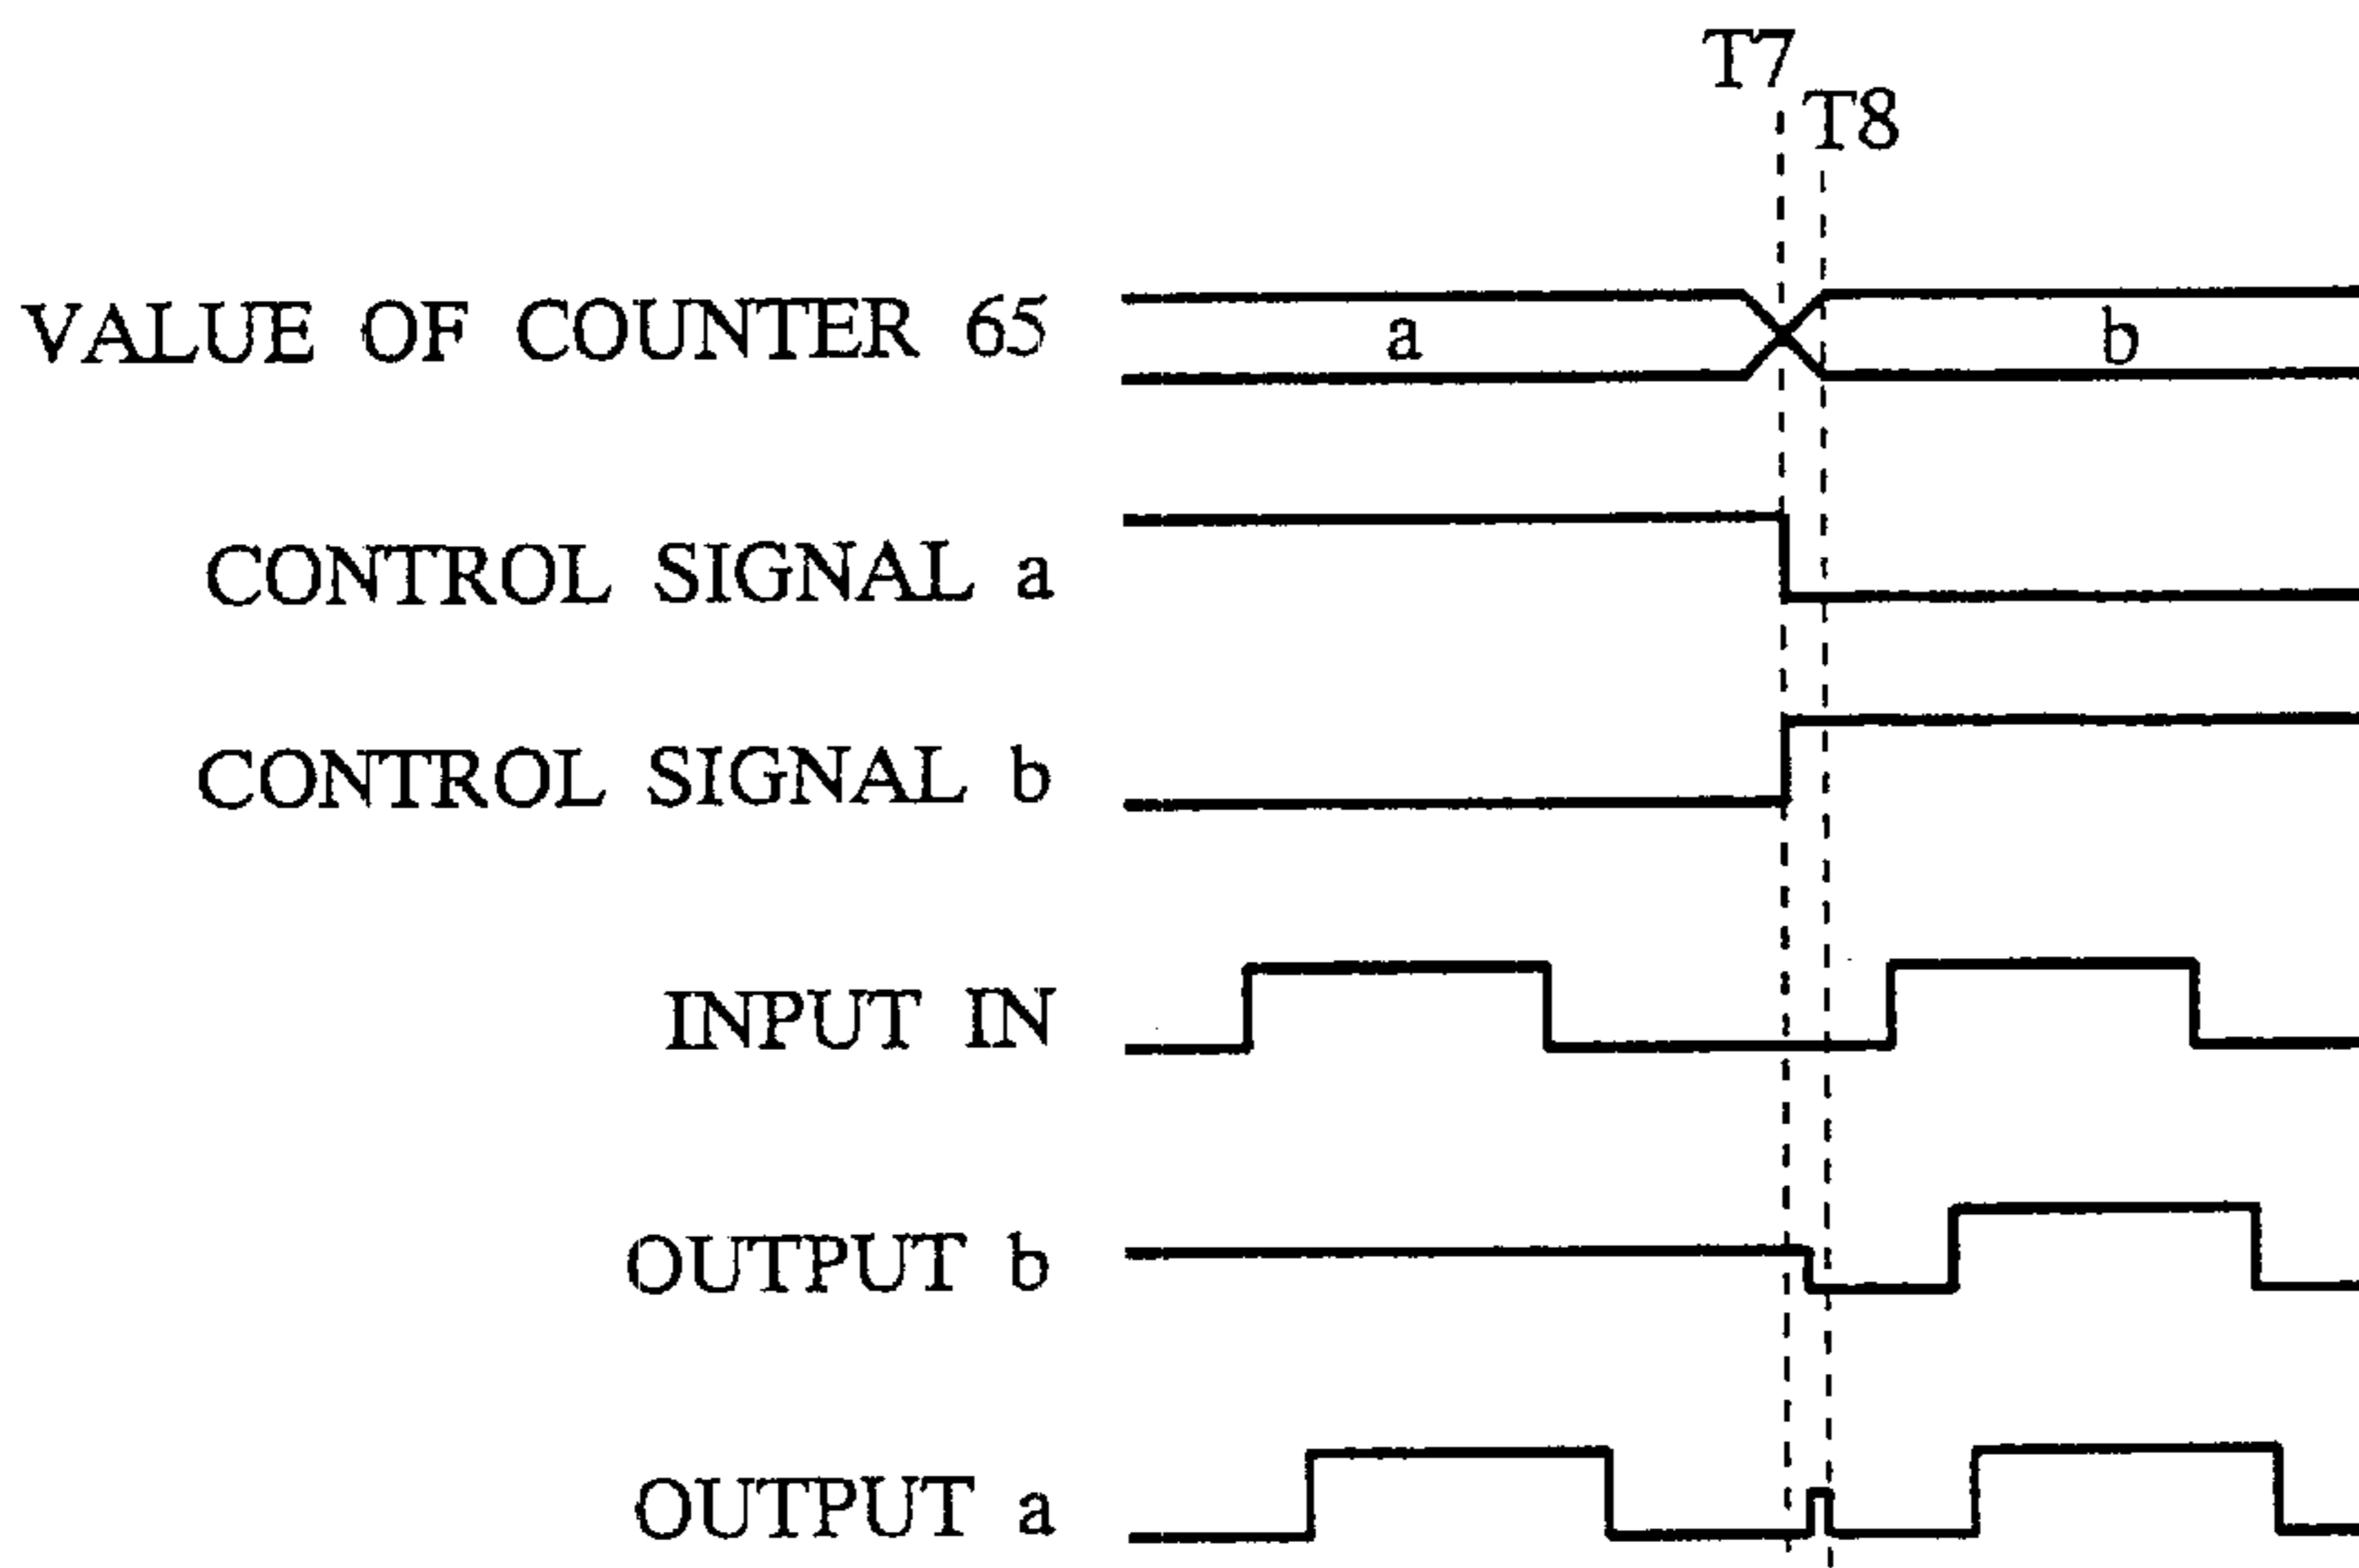 T7
T8
VALUE OF COUNTER 65
a
b
CONTROL SIGNAL a
CONTROL SIGNAL b
INPUT IN
OUTPUT b
OUTPUT a